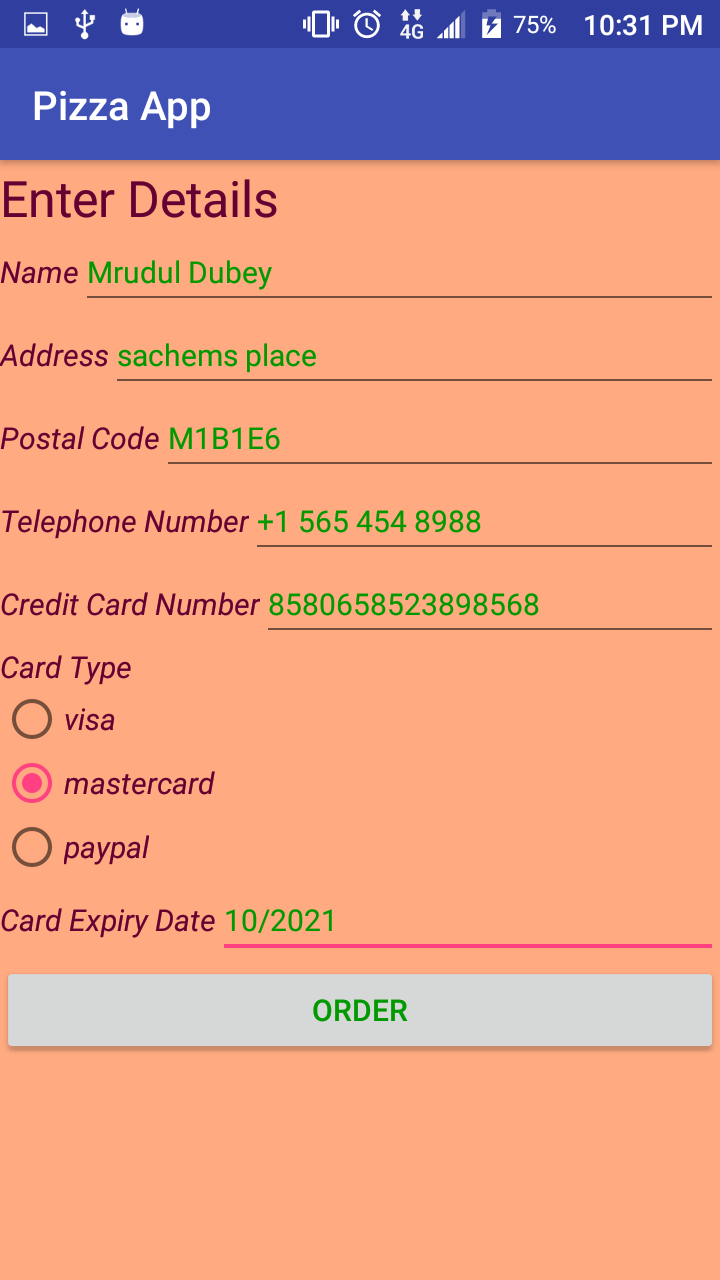 4G 75% 10:31 PM
Pizza App
Enter Details
Name Mrudul Dubey
Address sachems place
Postal Code M1B1E6
Telephone Number +1 565 454 8988
Credit Card Number 8580658523898568
Card Type
visa
mastercard
paypal
Card Expiry Date 10/2021
ORDER